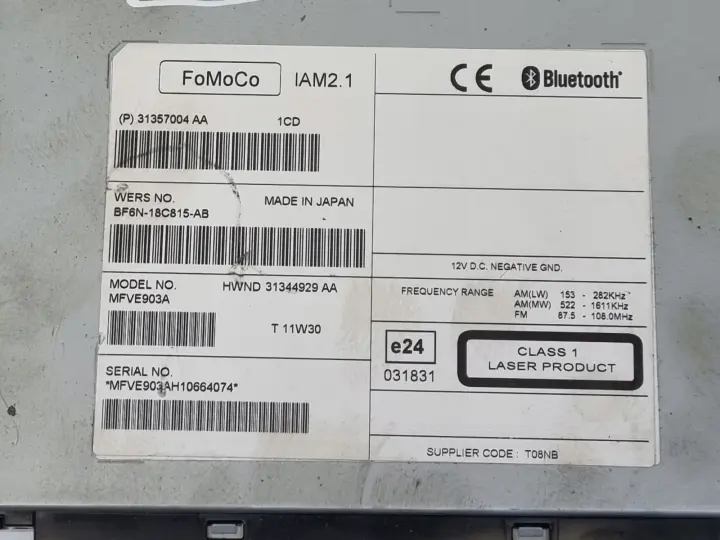 FoMoCo IAM2.1
(P) 31357004 AA 1CD
WERS NO. MADE IN JAPAN
BF6N-18C815-AB
MODEL NO. HWND 31344929 AA
MFVE903A
T 11W30
SERIAL NO.
*MFVE903AH10664074*
CE Bluetooth®
12V D.C. NEGATIVE GND.
FREQUENCY RANGE AM(LW) 153 - 282KHz
AM(MW) 522 - 1611KHz
FM 87.5 - 108.0MHz
e24
031831
CLASS 1
LASER PRODUCT
SUPPLIER CODE : T08NB